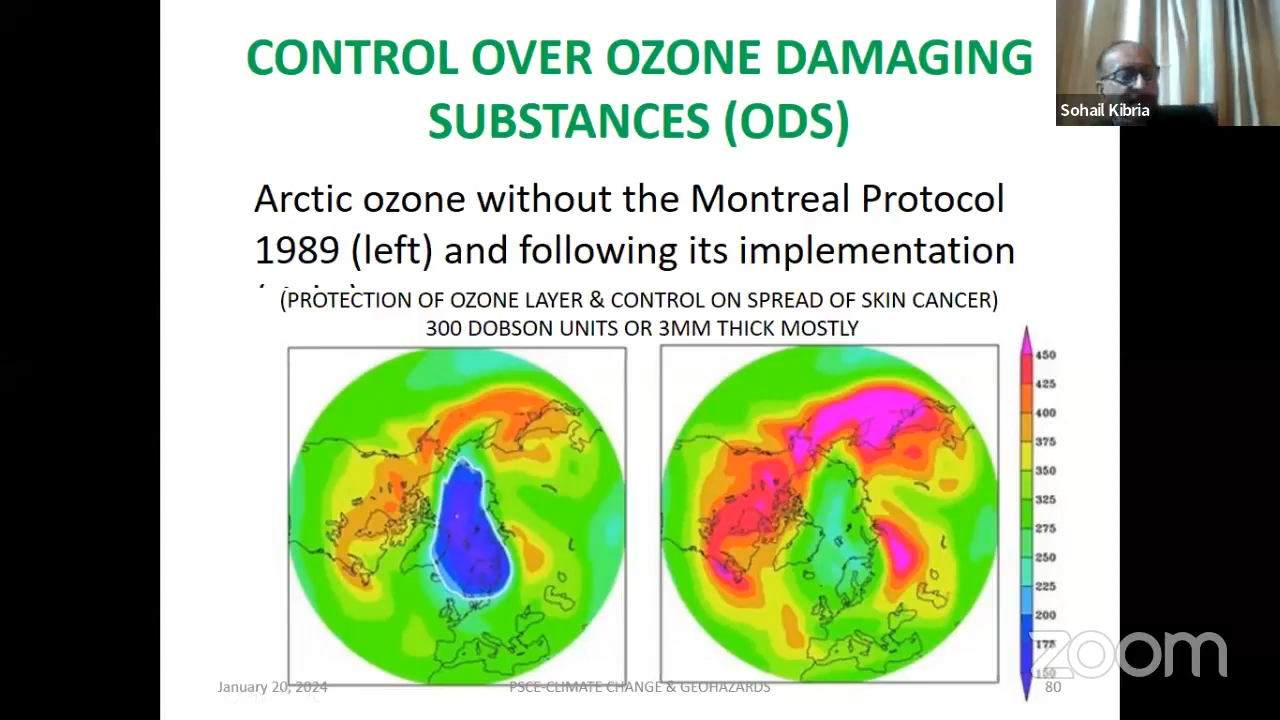 CONTROL OVER OZONE DAMAGING
SUBSTANCES (ODS)
Sohail Kibria
Arctic ozone without the Montreal Protocol
1989 (left) and following its implementation
(PROTECTION OF OZONE LAYER & CONTROL ON SPREAD OF SKIN CANCER)
300 DOBSON UNITS OR 3MM THICK MOSTLY
450
425
400
375
350
325
275
250
225
200
175
150
zoom
January 20, 2024
PSCE-CLIMATE CHANGE & GEOHAZARDS
80